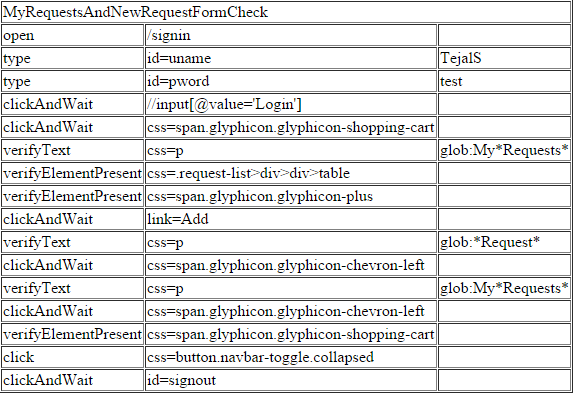 MyRequestsAndNewRequestFormCheck
open /signin
type id=uname TejalS
type id=pword test
clickAndWait //input[@value='Login']
clickAndWait css=span.glyphicon.glyphicon-shopping-cart
verifyText css=p glob:My*Requests*
verifyElementPresent css=.request-list>div>div>table
verifyElementPresent css=span.glyphicon.glyphicon-plus
clickAndWait link=Add
verifyText css=p glob:*Request*
clickAndWait css=span.glyphicon.glyphicon-chevron-left
verifyText css=p glob:My*Requests*
clickAndWait css=span.glyphicon.glyphicon-chevron-left
verifyElementPresent css=span.glyphicon.glyphicon-shopping-cart
click css=button.navbar-toggle.collapsed
clickAndWait id=signout